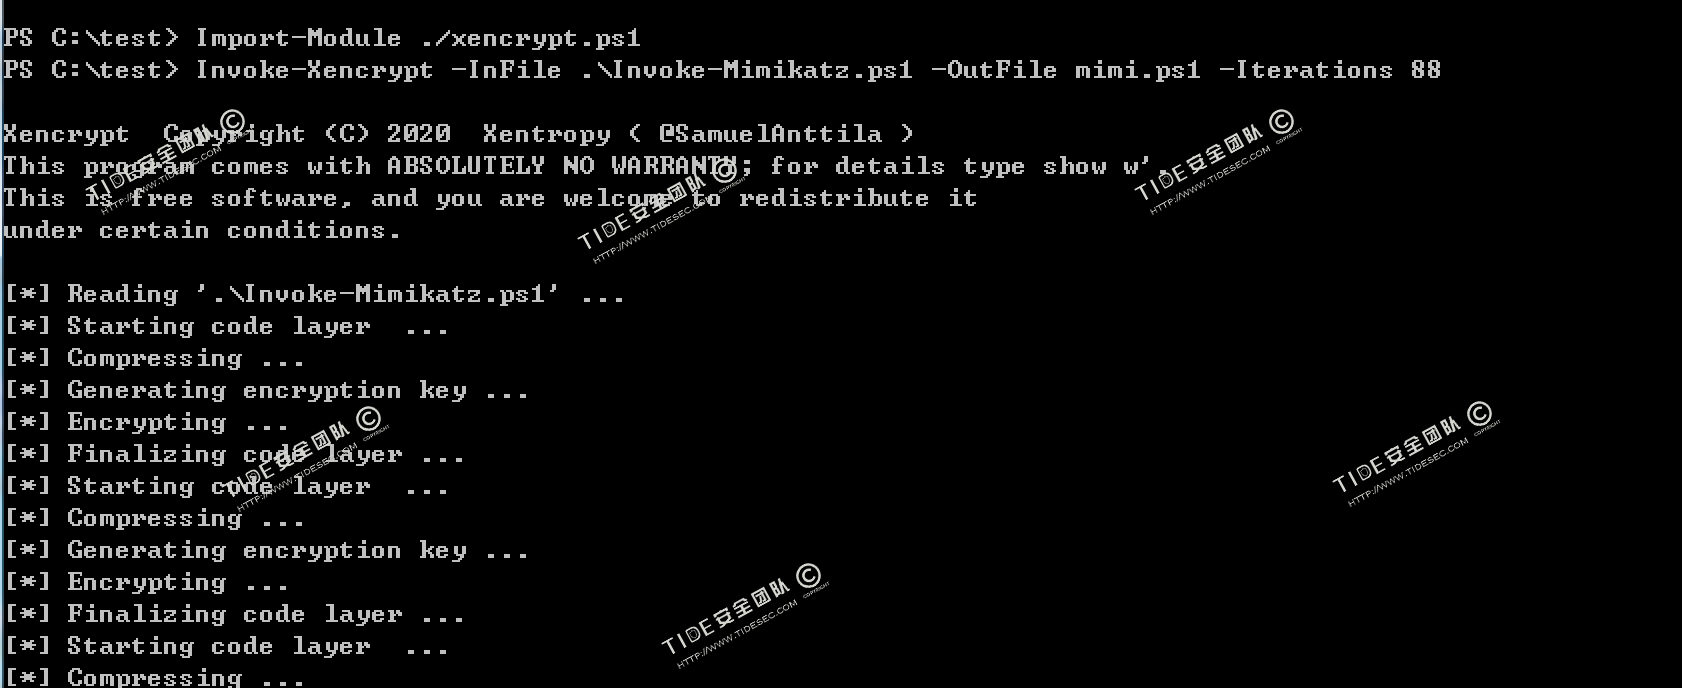 PS C:\test> Import-Module ./xencrypt.ps1
PS C:\test> Invoke-Xencrypt -InFile .\Invoke-Mimikatz.ps1 -OutFile mimi.ps1 -Iterations 88
Xencrypt  Copyright (C) 2020  Xentropy ( @SamuelAnttila )
This program comes with ABSOLUTELY NO WARRANTY; for details type show w'.
This is free software, and you are welcome to redistribute it
under certain conditions.
[*] Reading '.\Invoke-Mimikatz.ps1' ...
[*] Starting code layer  ...
[*] Compressing ...
[*] Generating encryption key ...
[*] Encrypting ...
[*] Finalizing code layer ...
[*] Starting code layer  ...
[*] Compressing ...
[*] Generating encryption key ...
[*] Encrypting ...
[*] Finalizing code layer ...
[*] Starting code layer  ...
[*] Compressing ...
TIDE安全团队 © COPYRIGHT
HTTP://WWW.TIDESEC.COM
TIDE安全团队 © COPYRIGHT
HTTP://WWW.TIDESEC.COM
TIDE安全团队 © COPYRIGHT
HTTP://WWW.TIDESEC.COM
TIDE安全团队 © COPYRIGHT
HTTP://WWW.TIDESEC.COM
TIDE安全团队 © COPYRIGHT
HTTP://WWW.TIDESEC.COM
TIDE安全团队 © COPYRIGHT
HTTP://WWW.TIDESEC.COM